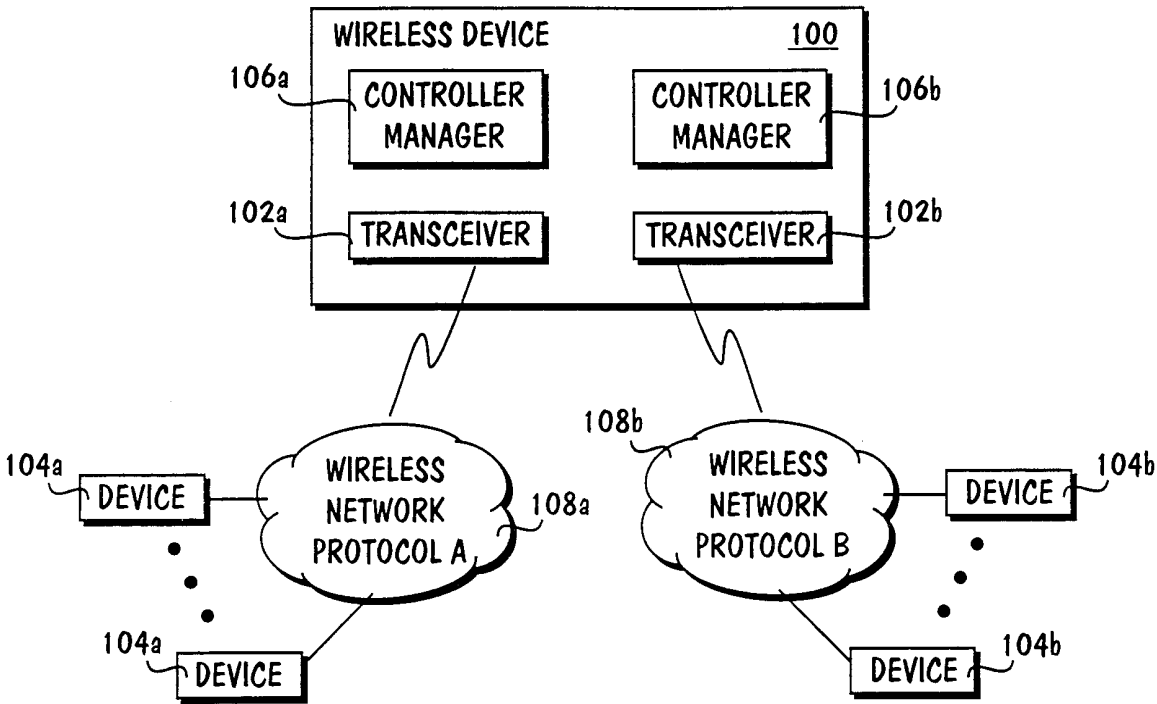 WIRELESS DEVICE
100
106a
CONTROLLER
MANAGER
CONTROLLER
MANAGER
106b
102a
TRANSCEIVER
TRANSCEIVER
102b
104a
DEVICE
WIRELESS
NETWORK
PROTOCOL A
108a
104a
DEVICE
108b
WIRELESS
NETWORK
PROTOCOL B
104b
DEVICE
104b
DEVICE